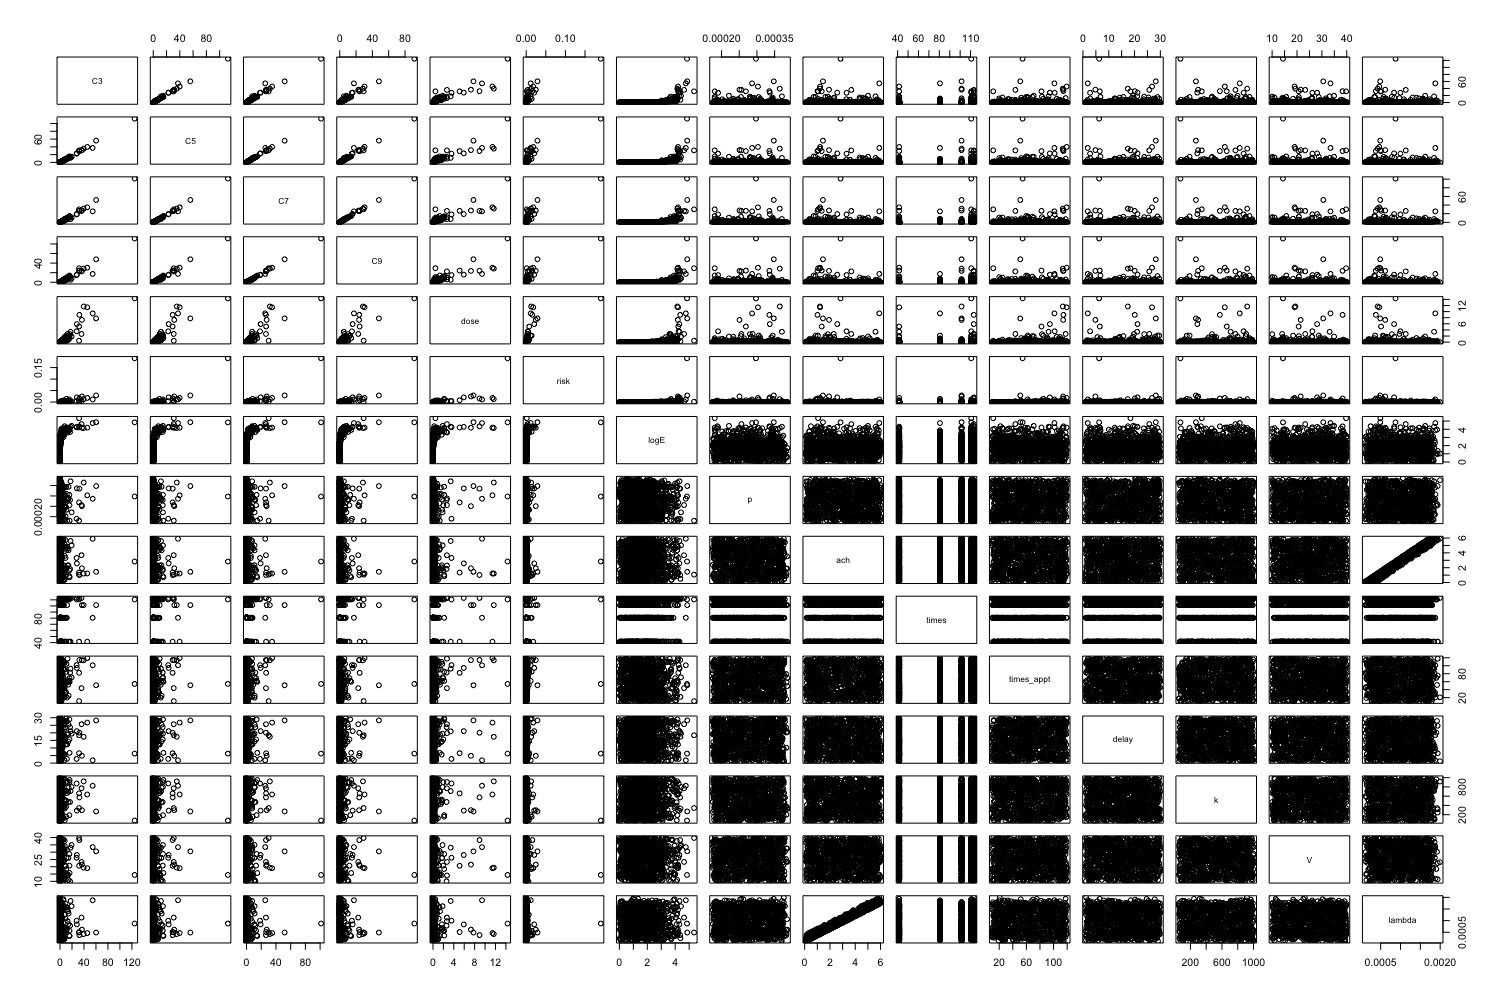 0 40 80 0 40 80 0.00 0.10 0.00020 0.00035 40 60 80 110 0 10 20 30 10 20 30 40
C3 0 60
0 60 C5
C7 0 60
0 40 C9
dose 0 6 12
0.00 0.15 risk
logE 0 2 4
0.00020 p
ach 0 2 4 6
40 80 times
times_appt 20 80
0 15 30 delay
k 200 800
10 25 40 V
0.0005 lambda
0 40 80 120 0 40 80 0 4 8 12 0 2 4 0 2 4 6 20 60 100 200 600 1000 0.0005 0.0020